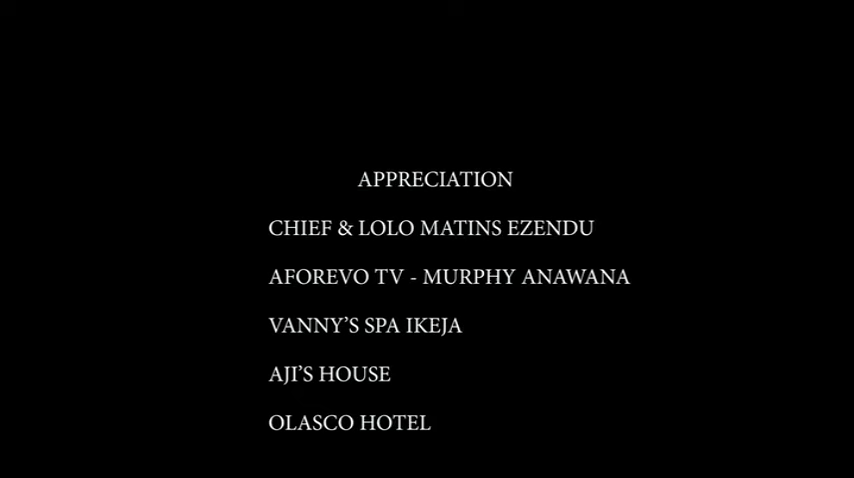 APPRECIATION
CHIEF & LOLO MATINS EZENDU
AFOREVO TV - MURPHY ANAWANA
VANNY’S SPA IKEJA
AJI’S HOUSE
OLASCO HOTEL